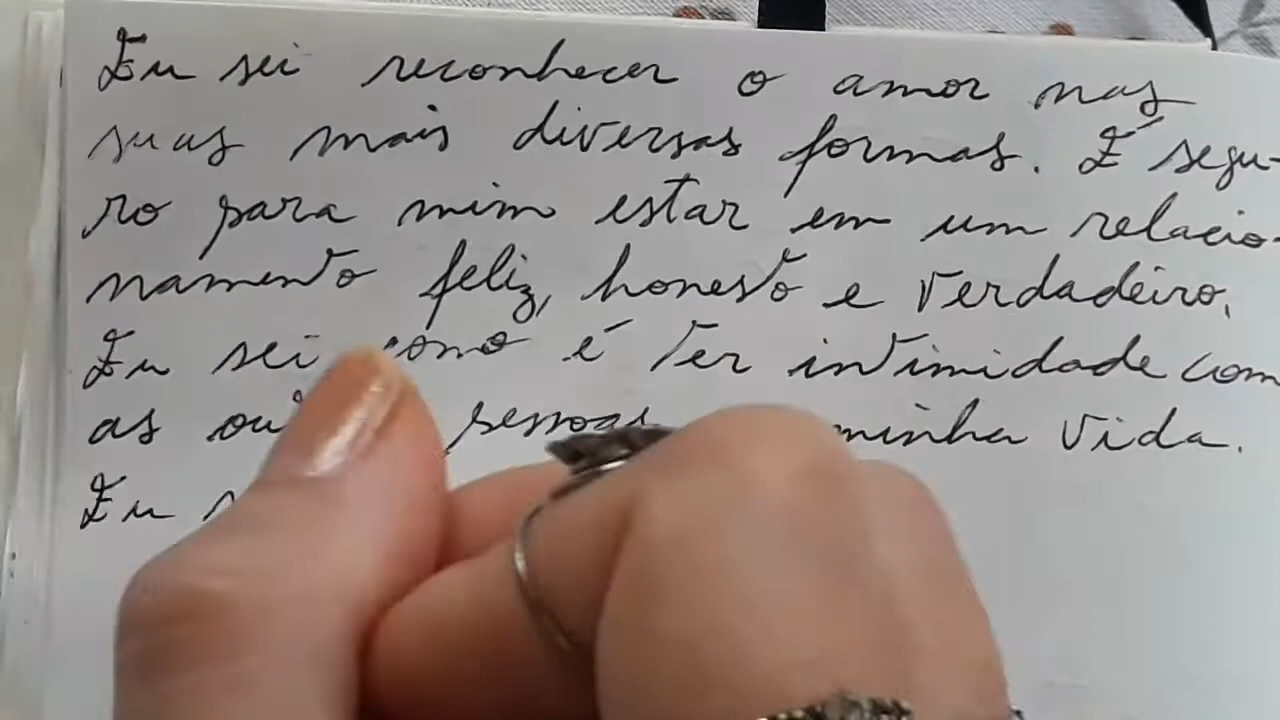 Eu sei reconhecer o amor nas
suas mais diversas formas. É segu-
ro para mim estar em um relacio-
namento feliz, honesto e verdadeiro.
Eu sei como é ter intimidade com
as pessoas minha vida.
Eu